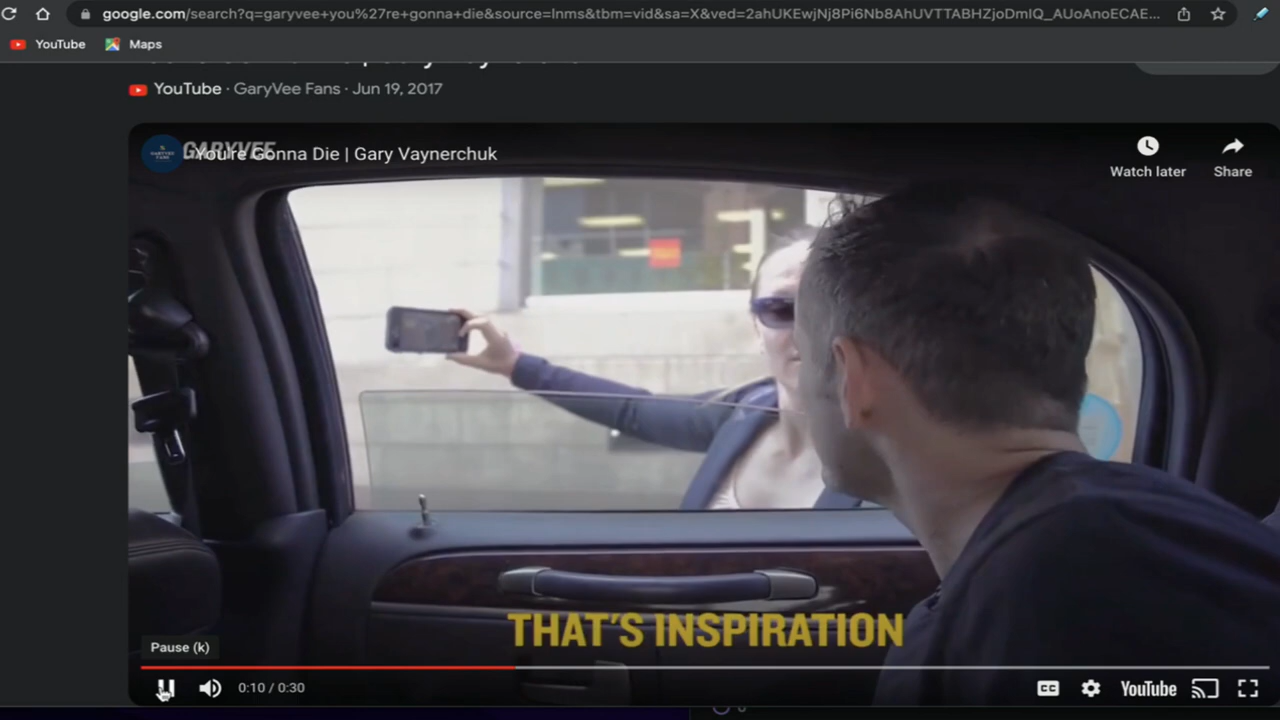 google.com/search?q=garyvee+you%27re+gonna+die&source=lnms&tbm=vid&sa=X&ved=2ahUKEwjNj8Pi6Nb8AhUVTTABHZjoDmIQ_AUoAnoECAE...
YouTube Maps
YouTube · GaryVee Fans · Jun 19, 2017
GARYVEE
You're Gonna Die | Gary Vaynerchuk
Watch later Share
THAT'S INSPIRATION
Pause (k)
0:10 / 0:30
CC YouTube